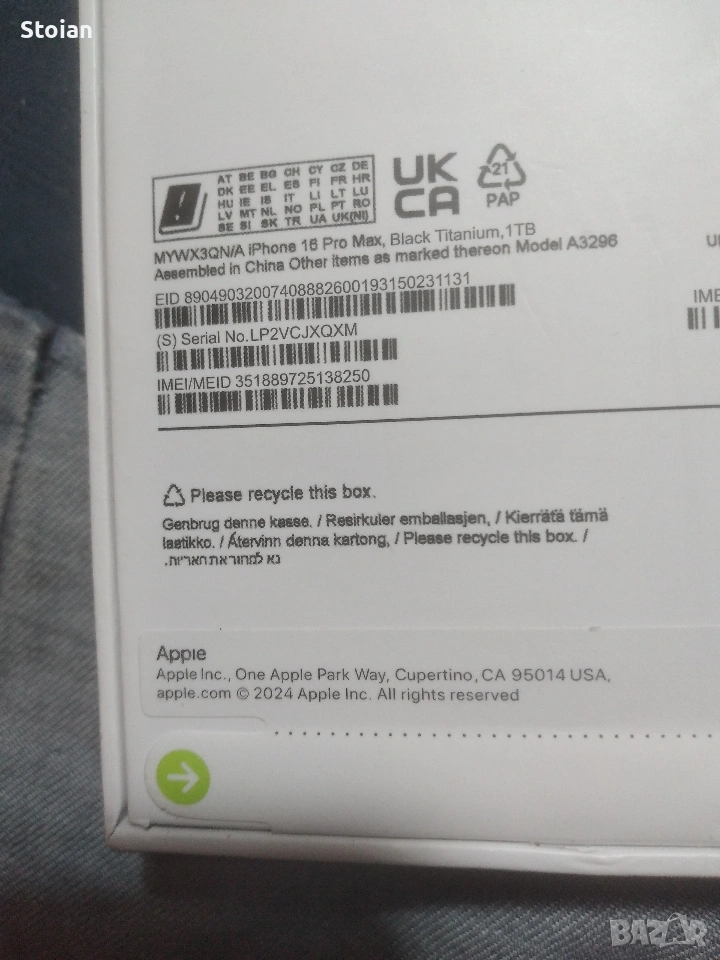 Stoian
AT BE BG CH CY CZ DE
DK EE EL ES FI FR HR
HU IE IS IT LI LT LU
LV MT NL NO PL PT RO
SE SI SK TR UA UK(NI)
UK
CA
21
PAP
MYWX3QN/A iPhone 16 Pro Max, Black Titanium,1TB
Assembled in China Other items as marked thereon Model A3296
EID 89049032007408882600193150231131
(S) Serial No.LP2VCJXQXM
IMEI/MEID 351889725138250
IME
Please recycle this box.
Genbrug denne kasse. / Resirkuler emballasjen, / Kierrätä tämä
laatikko. / Återvinn denna kartong, / Please recycle this box. /
נא למחזר את האריזה.
Apple
Apple Inc., One Apple Park Way, Cupertino, CA 95014 USA,
apple.com © 2024 Apple Inc. All rights reserved
BAZAR